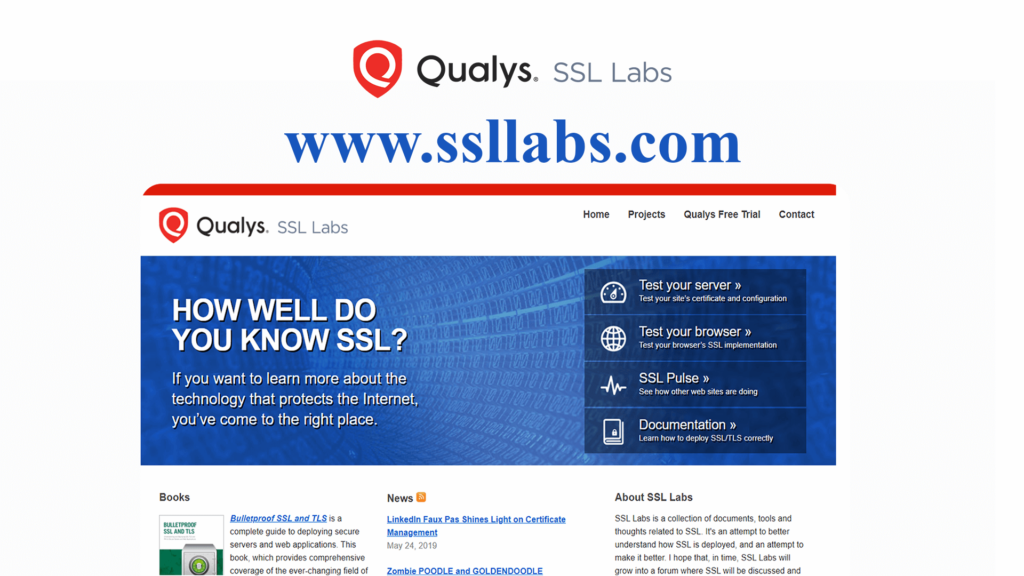 Qualys. SSL Labs
www.ssllabs.com
Qualys. SSL Labs
Home Projects Qualys Free Trial Contact
HOW WELL DO
YOU KNOW SSL?
If you want to learn more about the
technology that protects the Internet,
you've come to the right place.
Test your server »
Test your site's certificate and configuration
Test your browser »
Test your browser's SSL implementation
SSL Pulse »
See how other web sites are doing
Documentation »
Learn how to deploy SSL/TLS correctly
Books
BULLETPROOF
SSL AND TLS
Bulletproof SSL and TLS is a
complete guide to deploying secure
servers and web applications. This
book, which provides comprehensive
coverage of the ever-changing field of
News
LinkedIn Faux Pas Shines Light on Certificate
Management
May 24, 2019
Zombie POODLE and GOLDENDOODLE
About SSL Labs
SSL Labs is a collection of documents, tools and
thoughts related to SSL. It's an attempt to better
understand how SSL is deployed, and an attempt to
make it better. I hope that, in time, SSL Labs will
grow into a forum where SSL will be discussed and